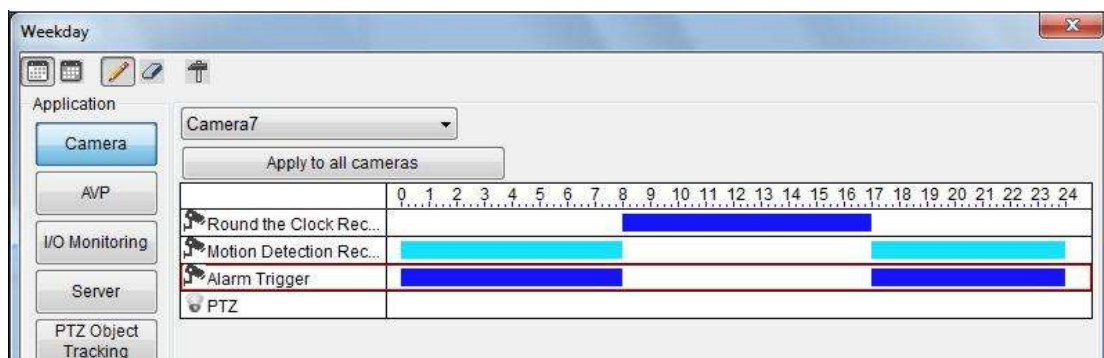 Weekday
Application
Camera
AVP
I/O Monitoring
Server
PTZ Object
Tracking
Camera7
Apply to all cameras
0 1 2 3 4 5 6 7 8 9 10 11 12 13 14 15 16 17 18 19 20 21 22 23 24
Round the Clock Rec...
Motion Detection Rec...
Alarm Trigger
PTZ